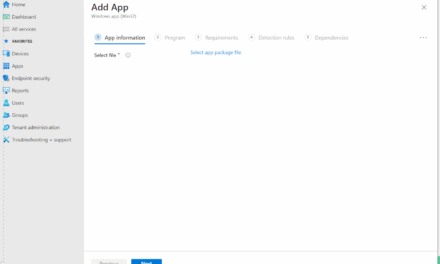 Home
Dashboard
All services
FAVORITES
Devices
Apps
Endpoint security
Reports
Users
Groups
Tenant administration
Troubleshooting + support
Add App
Windows app (Win32)
1 App information 2 Program 3 Requirements 4 Detection rules 5 Dependencies ...
Select file * Select app package file
Previous Next